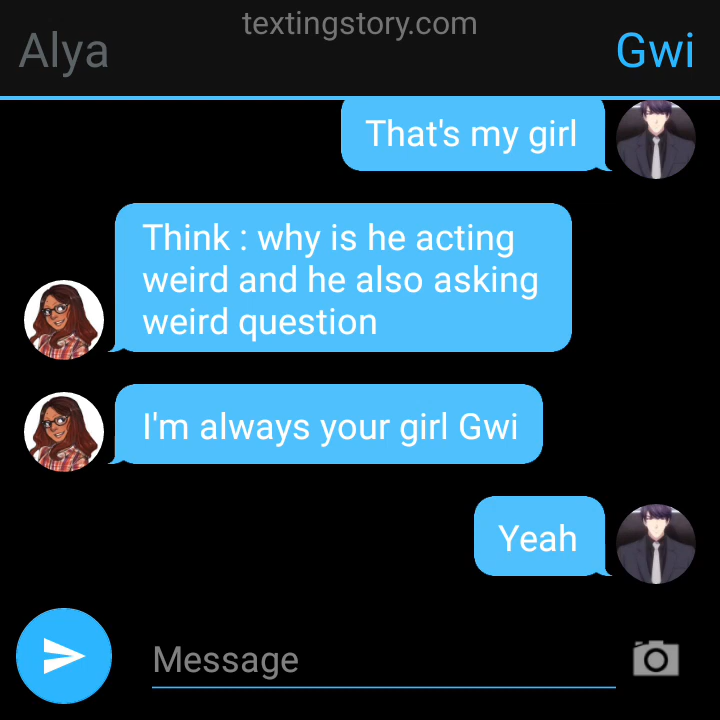 textingstory.com
Alya
Gwi
That's my girl
Think : why is he acting
weird and he also asking
weird question
I'm always your girl Gwi
Yeah
Message